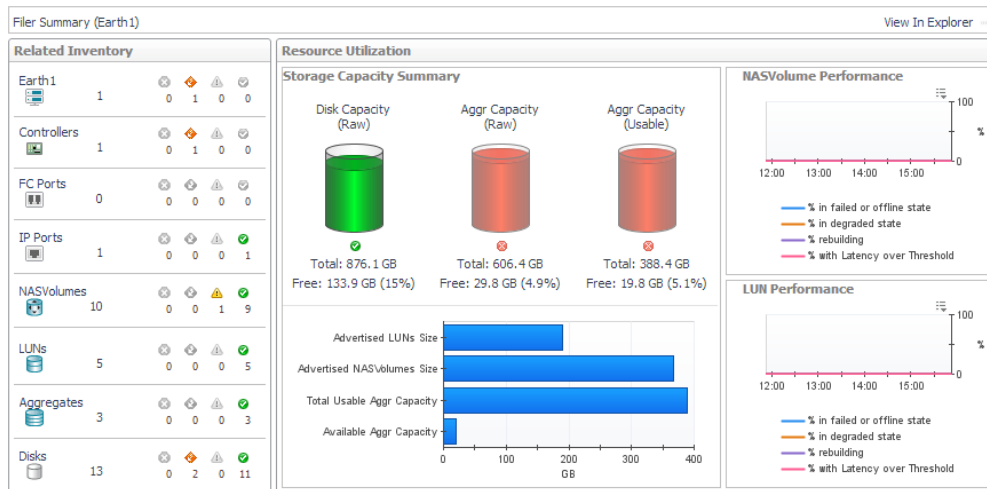 Filer Summary (Earth1)
View In Explorer
Related Inventory
Earth1
1
0 1 0 0
Controllers
1
0 1 0 0
FC Ports
0
0 0 0 0
IP Ports
1
0 0 0 1
NASVolumes
10
0 0 1 9
LUNs
5
0 0 0 5
Aggregates
3
0 0 0 3
Disks
13
0 2 0 11
Resource Utilization
Storage Capacity Summary
Disk Capacity
(Raw)
Total: 876.1 GB
Free: 133.9 GB (15%)
Aggr Capacity
(Raw)
Total: 606.4 GB
Free: 29.8 GB (4.9%)
Aggr Capacity
(Usable)
Total: 388.4 GB
Free: 19.8 GB (5.1%)
Advertised LUNs Size
Advertised NASVolumes Size
Total Usable Aggr Capacity
Available Aggr Capacity
0 100 200 300 400
GB
NASVolume Performance
100
%
0
12:00 13:00 14:00 15:00
% in failed or offline state
% in degraded state
% rebuilding
% with Latency over Threshold
LUN Performance
100
%
0
12:00 13:00 14:00 15:00
% in failed or offline state
% in degraded state
% rebuilding
% with Latency over Threshold